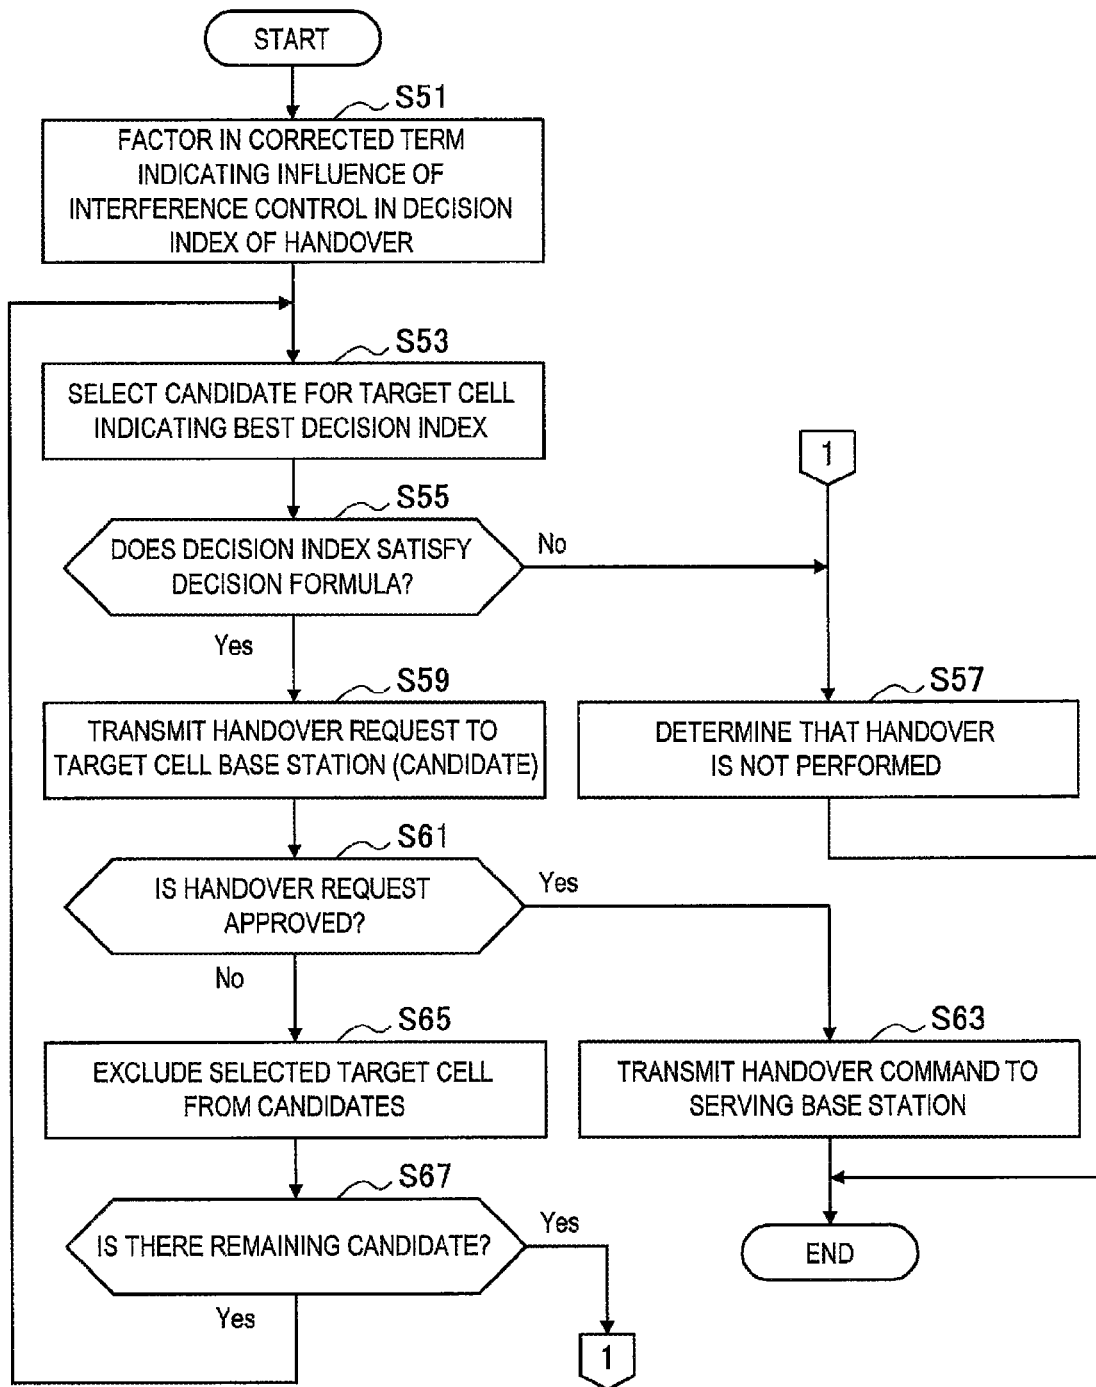 START
S51
FACTOR IN CORRECTED TERM
INDICATING INFLUENCE OF
INTERFERENCE CONTROL IN DECISION
INDEX OF HANDOVER
S53
SELECT CANDIDATE FOR TARGET CELL
INDICATING BEST DECISION INDEX
1
S55
DOES DECISION INDEX SATISFY
DECISION FORMULA?
No
Yes
S59
TRANSMIT HANDOVER REQUEST TO
TARGET CELL BASE STATION (CANDIDATE)
S57
DETERMINE THAT HANDOVER
IS NOT PERFORMED
S61
IS HANDOVER REQUEST
APPROVED?
Yes
No
S65
EXCLUDE SELECTED TARGET CELL
FROM CANDIDATES
S63
TRANSMIT HANDOVER COMMAND TO
SERVING BASE STATION
S67
IS THERE REMAINING CANDIDATE?
Yes
END
Yes
1